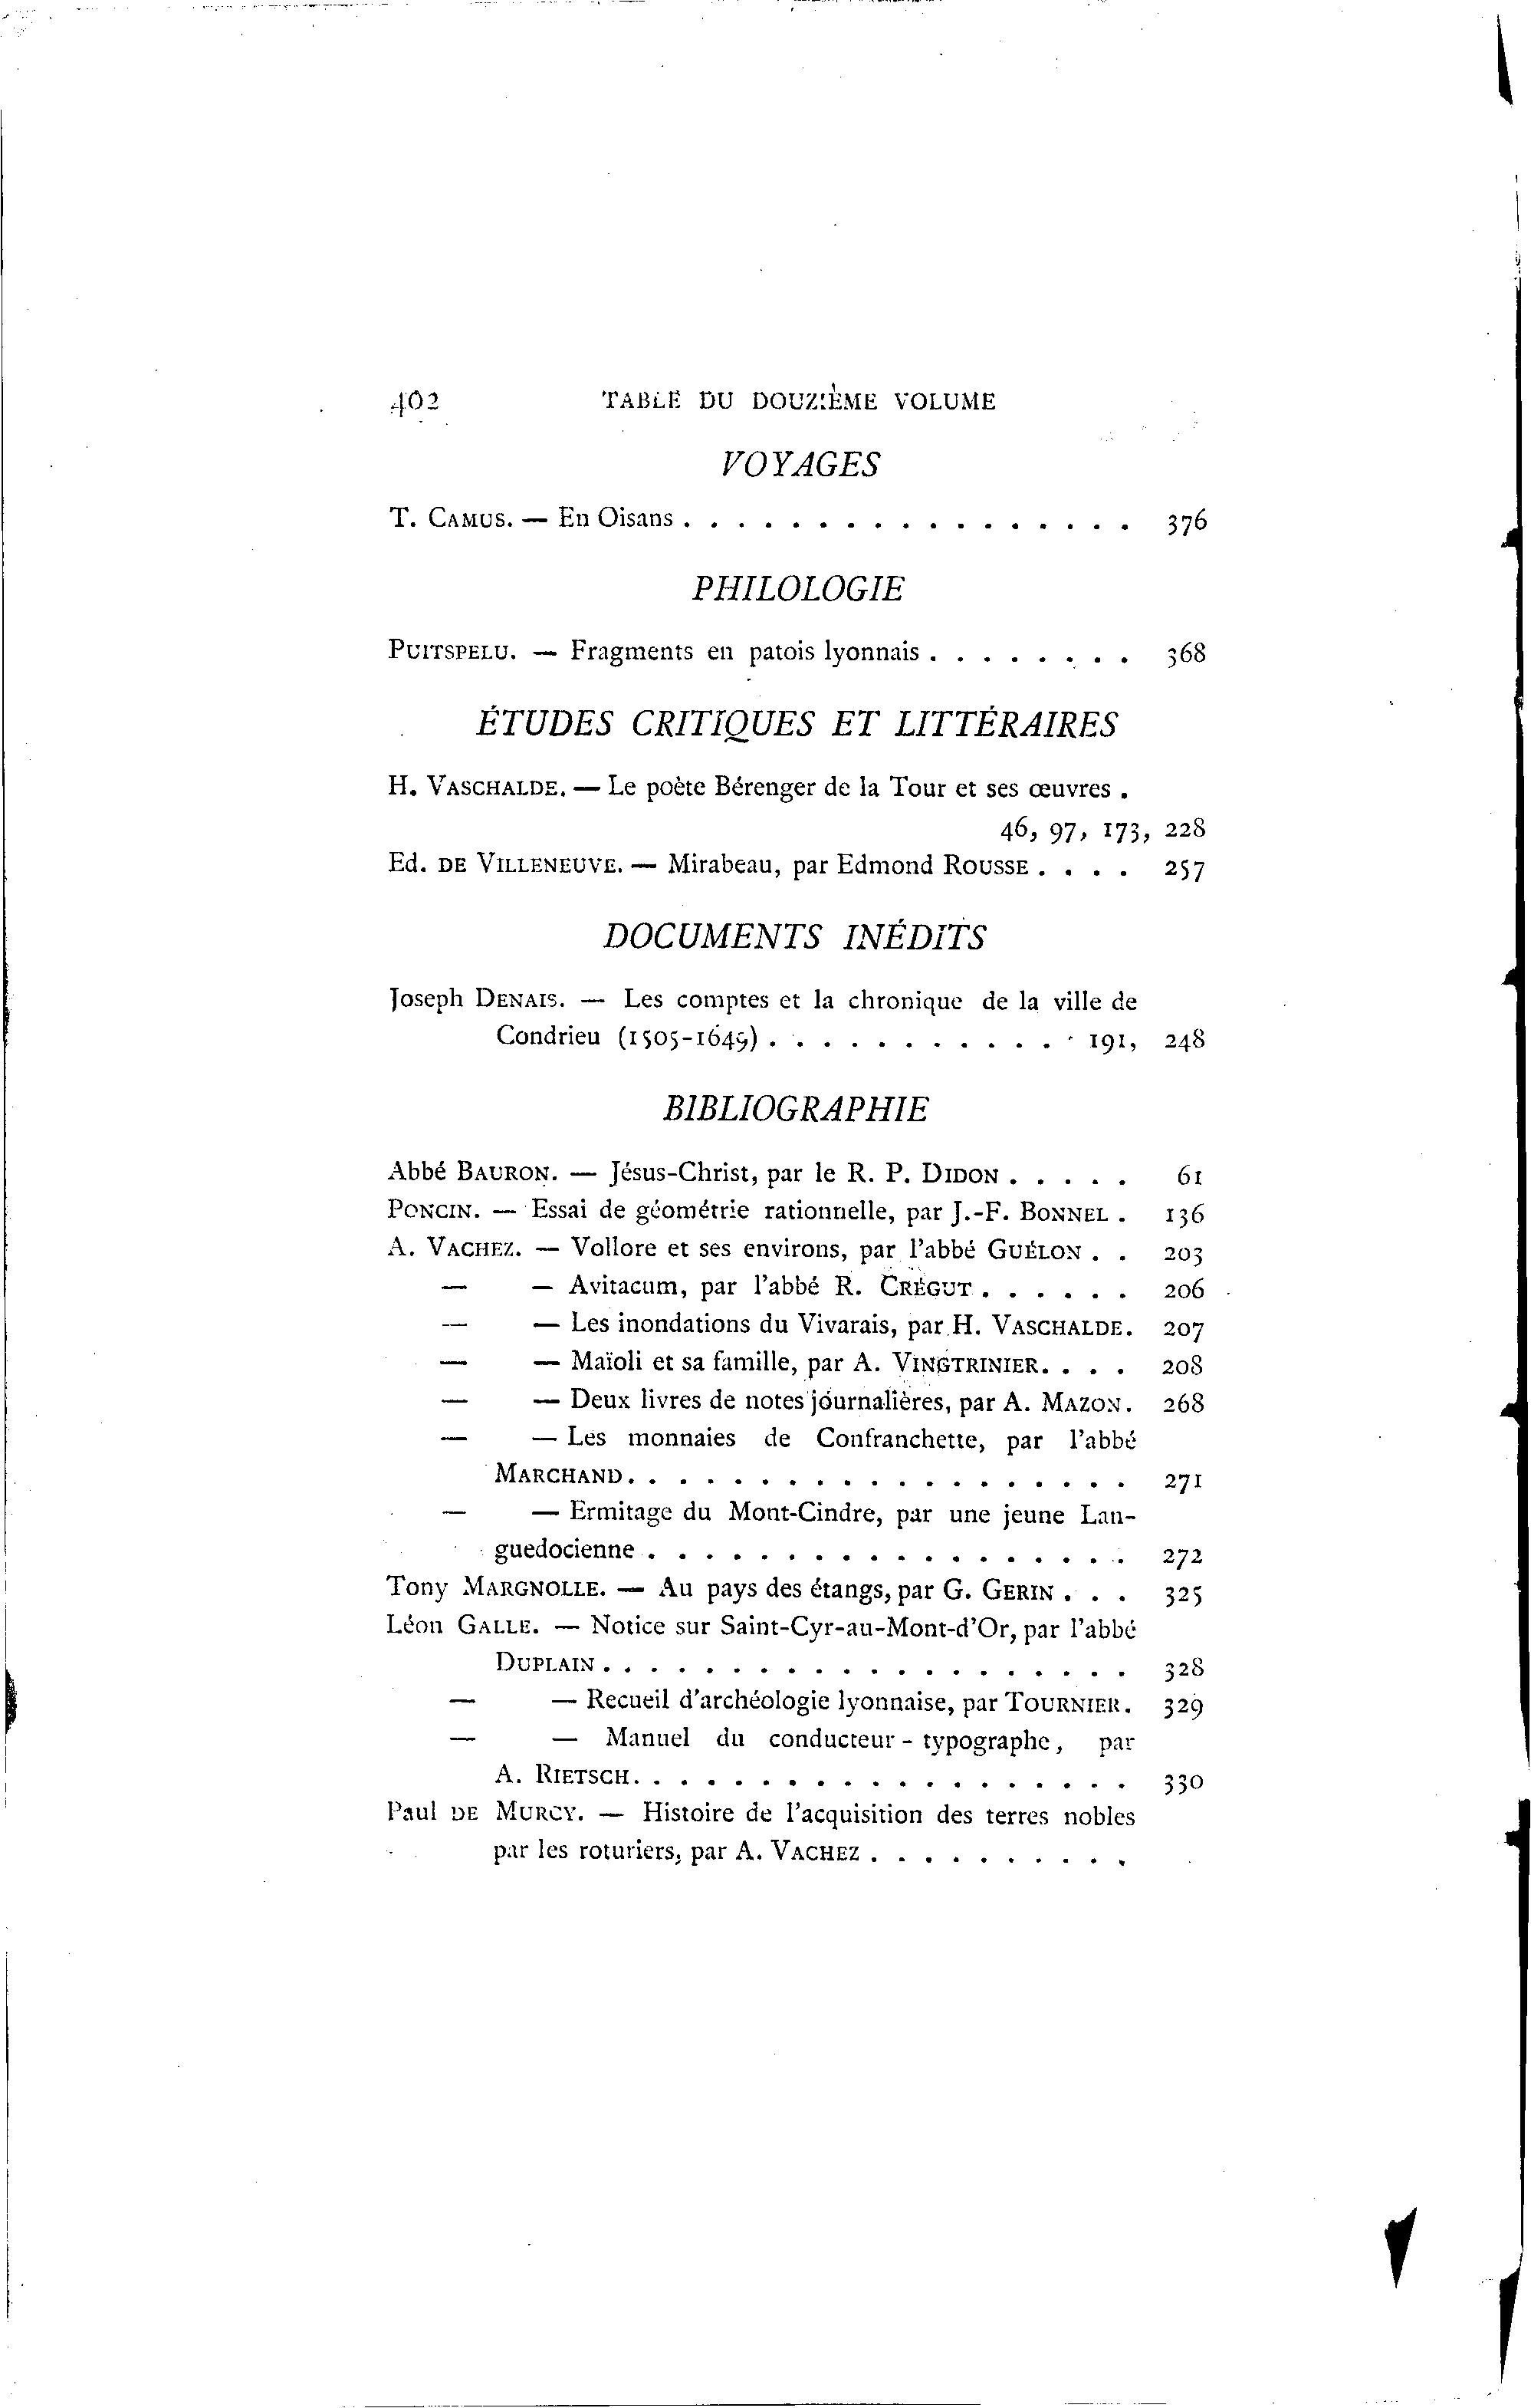 402 TABLE DU DOUZIÈME VOLUME
VOYAGES
T. CAMUS. — En Oisans . . . . . . . . . . . . . . . . . 376
PHILOLOGIE
PUITSPELU. — Fragments en patois lyonnais . . . . . . . . 368
ÉTUDES CRITIQUES ET LITTÉRAIRES
H. VASCHALDE. — Le poète Bérenger de la Tour et ses œuvres .
46, 97, 173, 228
Ed. DE VILLENEUVE. — Mirabeau, par Edmond ROUSSE . . . . 257
DOCUMENTS INÉDITS
Joseph DENAIS. — Les comptes et la chronique de la ville de
Condrieu (1505-1649) . . . . . . . . . . . 191, 248
BIBLIOGRAPHIE
Abbé BAURON. — Jésus-Christ, par le R. P. DIDON . . . . . 61
PONCIN. — Essai de géométrie rationnelle, par J.-F. BONNEL . 136
A. VACHEZ. — Vollore et ses environs, par l'abbé GUÉLON . . 203
— — Avitacum, par l'abbé R. CRÉGUT . . . . . . 206
— — Les inondations du Vivarais, par H. VASCHALDE. 207
— — Maïoli et sa famille, par A. VINGTRINIER. . . . 208
— — Deux livres de notes journalières, par A. MAZON. 268
— — Les monnaies de Confranchette, par l'abbé
MARCHAND. . . . . . . . . . . . . . . . . . . 271
— — Ermitage du Mont-Cindre, par une jeune Lan-
guedocienne . . . . . . . . . . . . . . . . . . 272
Tony MARGNOLLE. — Au pays des étangs, par G. GERIN . . . 325
Léon GALLE. — Notice sur Saint-Cyr-au-Mont-d'Or, par l'abbé
DUPLAIN . . . . . . . . . . . . . . . . . . . . 328
— — Recueil d'archéologie lyonnaise, par TOURNIER. 329
— — Manuel du conducteur-typographe, par
A. RIETSCH. . . . . . . . . . . . . . . . . . . 330
Paul DE MURCY. — Histoire de l'acquisition des terres nobles
par les roturiers, par A. VACHEZ . . . . . . . . . .